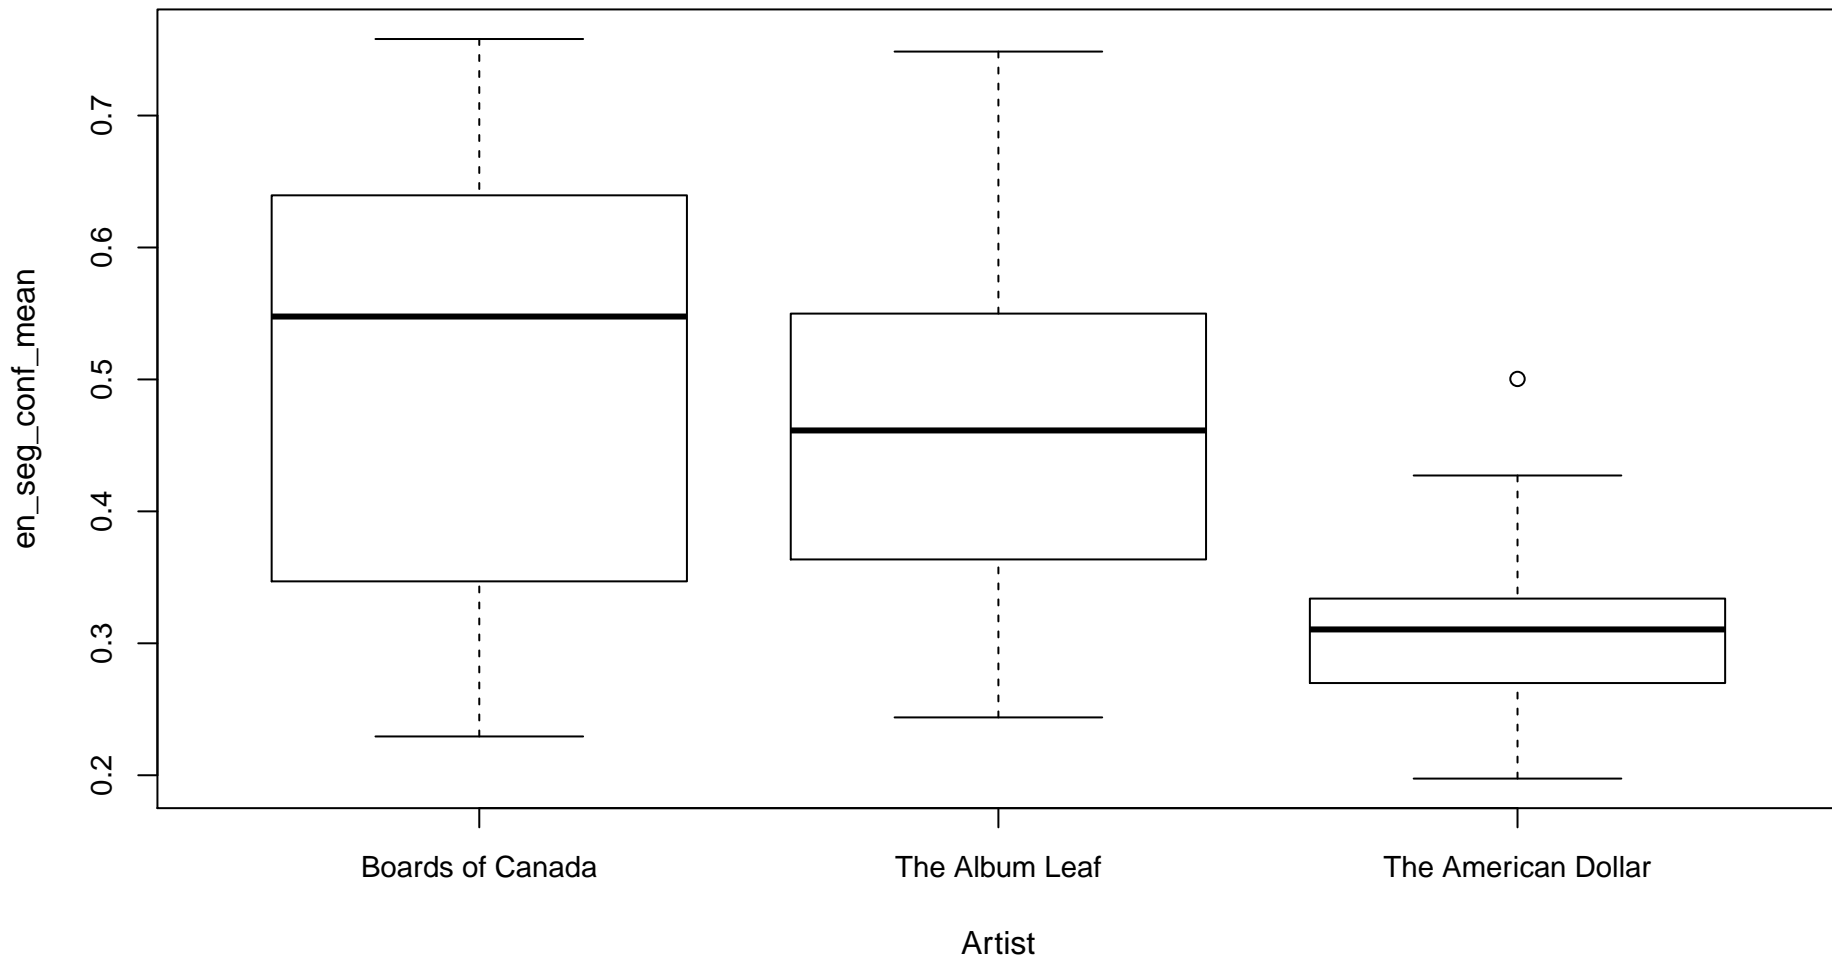 en_seg_conf_mean
0.7
0.6
0.5
0.4
0.3
0.2
Boards of Canada
The Album Leaf
The American Dollar
Artist